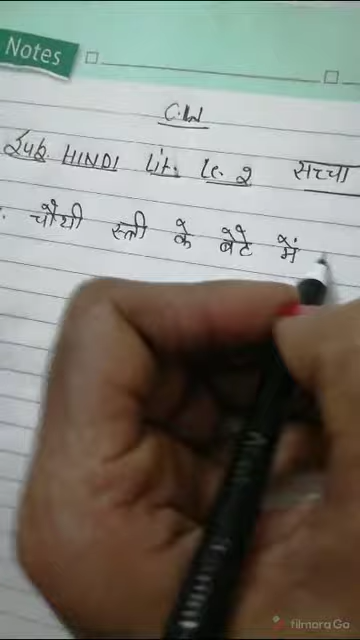 Notes
C.W
Sub. HINDI Lit. Le. 2 सच्चा
चौथी स्त्री के बेटे में
filmora Go